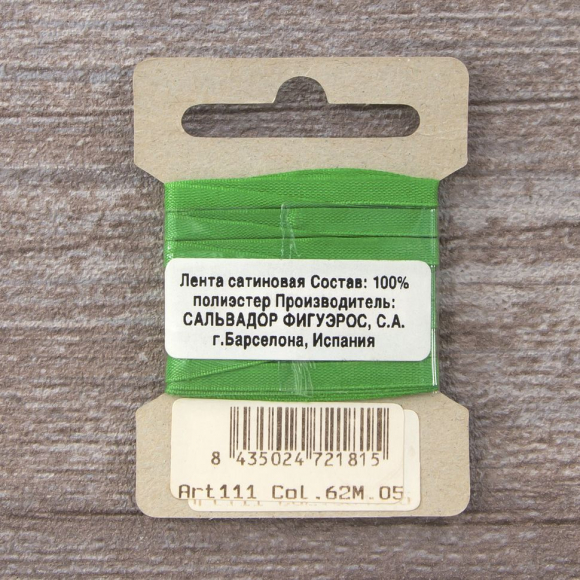 Лента сатиновая Состав: 100%
полиэстер Производитель:
САЛЬВАДОР ФИГУЭРОС, С.А.
г.Барселона, Испания
8 435024 721815
Art111 Col.62M.05,